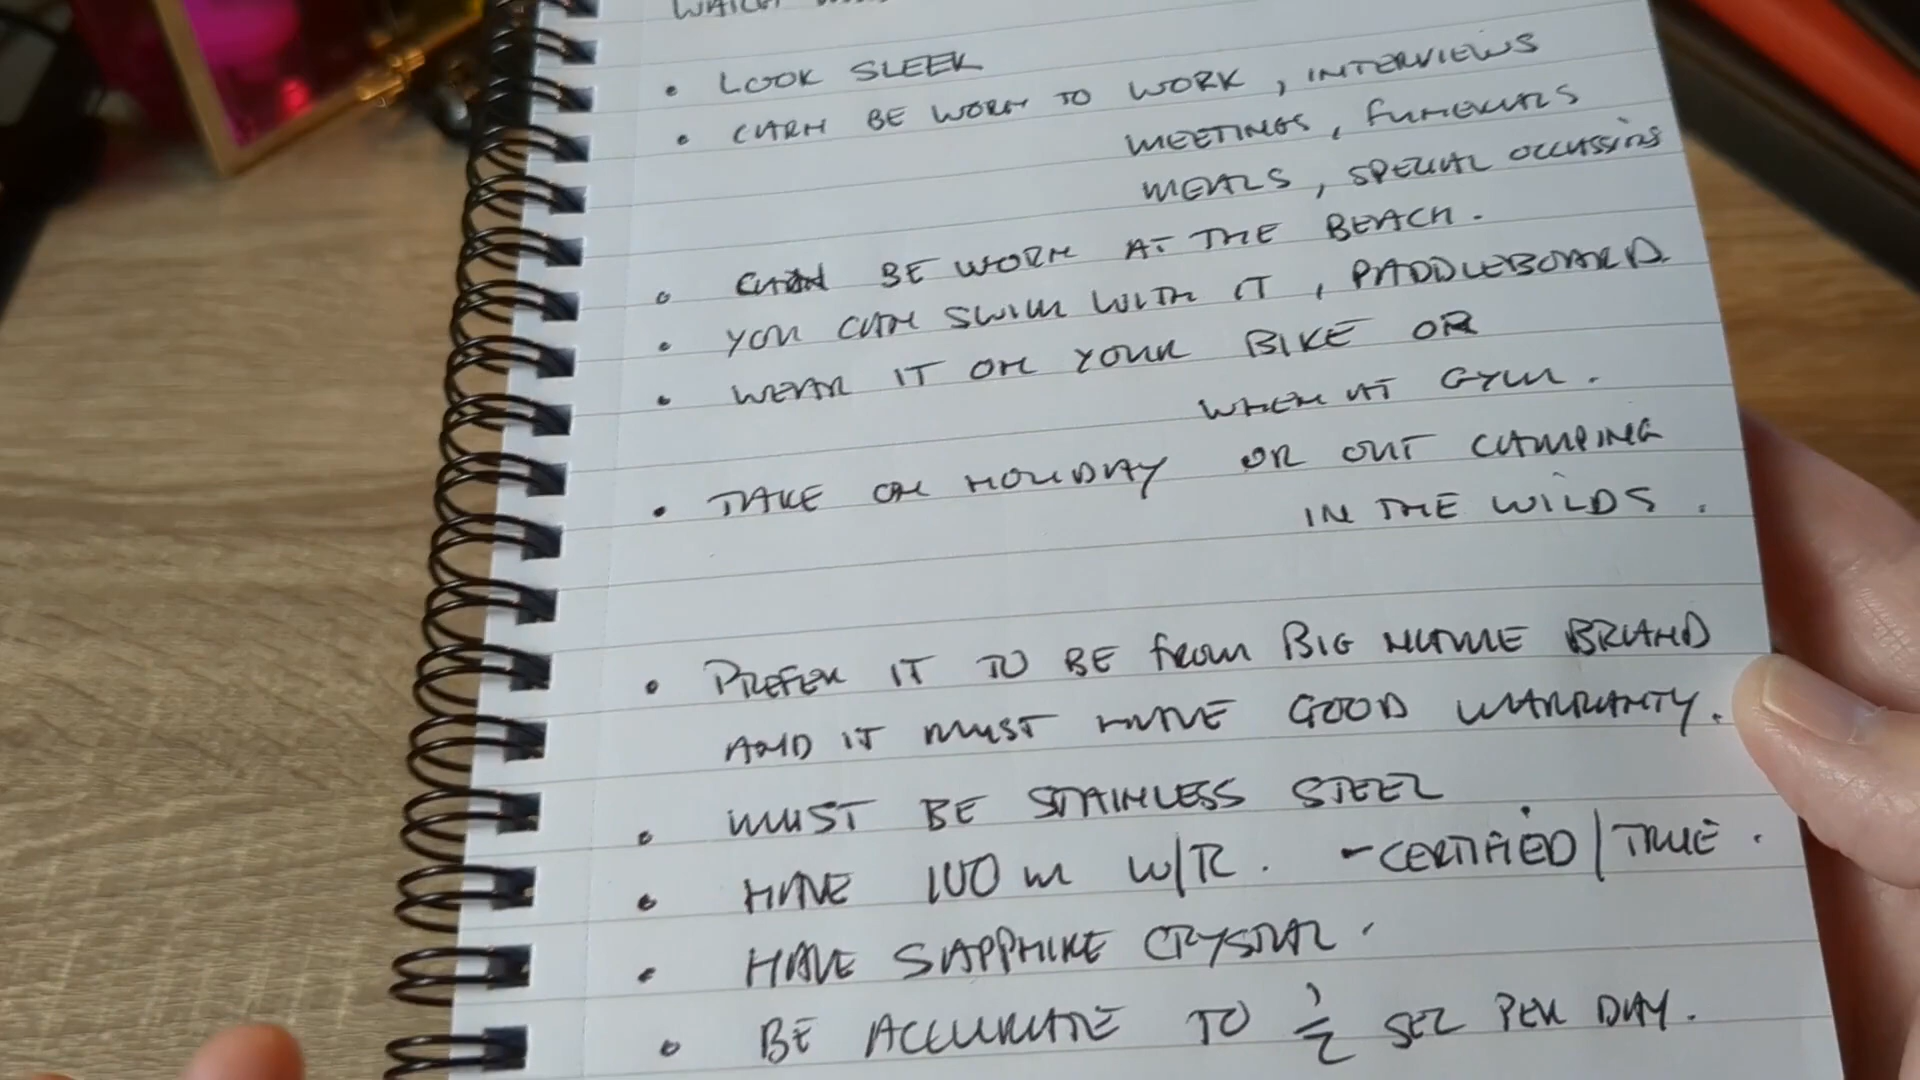 • LOOK SLEEK
• CAN BE WORN TO WORK, INTERVIEWS
MEETINGS, FUNERALS
MEALS, SPECIAL OCCASSIONS
• CAN BE WORN AT THE BEACH.
• YOU CAN SWIM WITH IT, PADDLEBOARD.
• WEAR IT ON YOUR BIKE OR
WHEN AT GYM.
• TAKE ON HOLIDAY OR OUT CAMPING
IN THE WILDS.
• PREFER IT TO BE from BIG NAME BRAND
AND IT MUST HAVE GOOD WARRANTY.
• MUST BE STAINLESS STEEL
• HAVE 100m W/R. - CERTIFIED/TRUE.
• HAVE SAPPHIRE CRYSTAL.
• BE ACCURATE TO 1/2 SEC PER DAY.